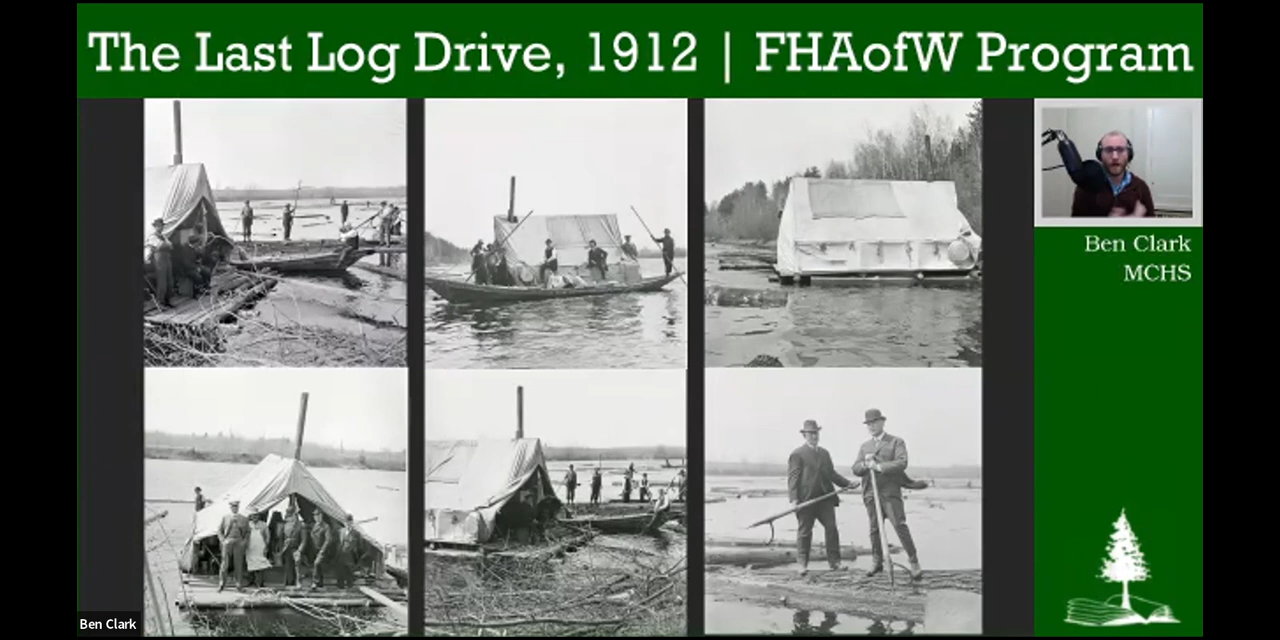 The Last Log Drive, 1912 | FHAofW Program
Ben Clark
MCHS
Ben Clark